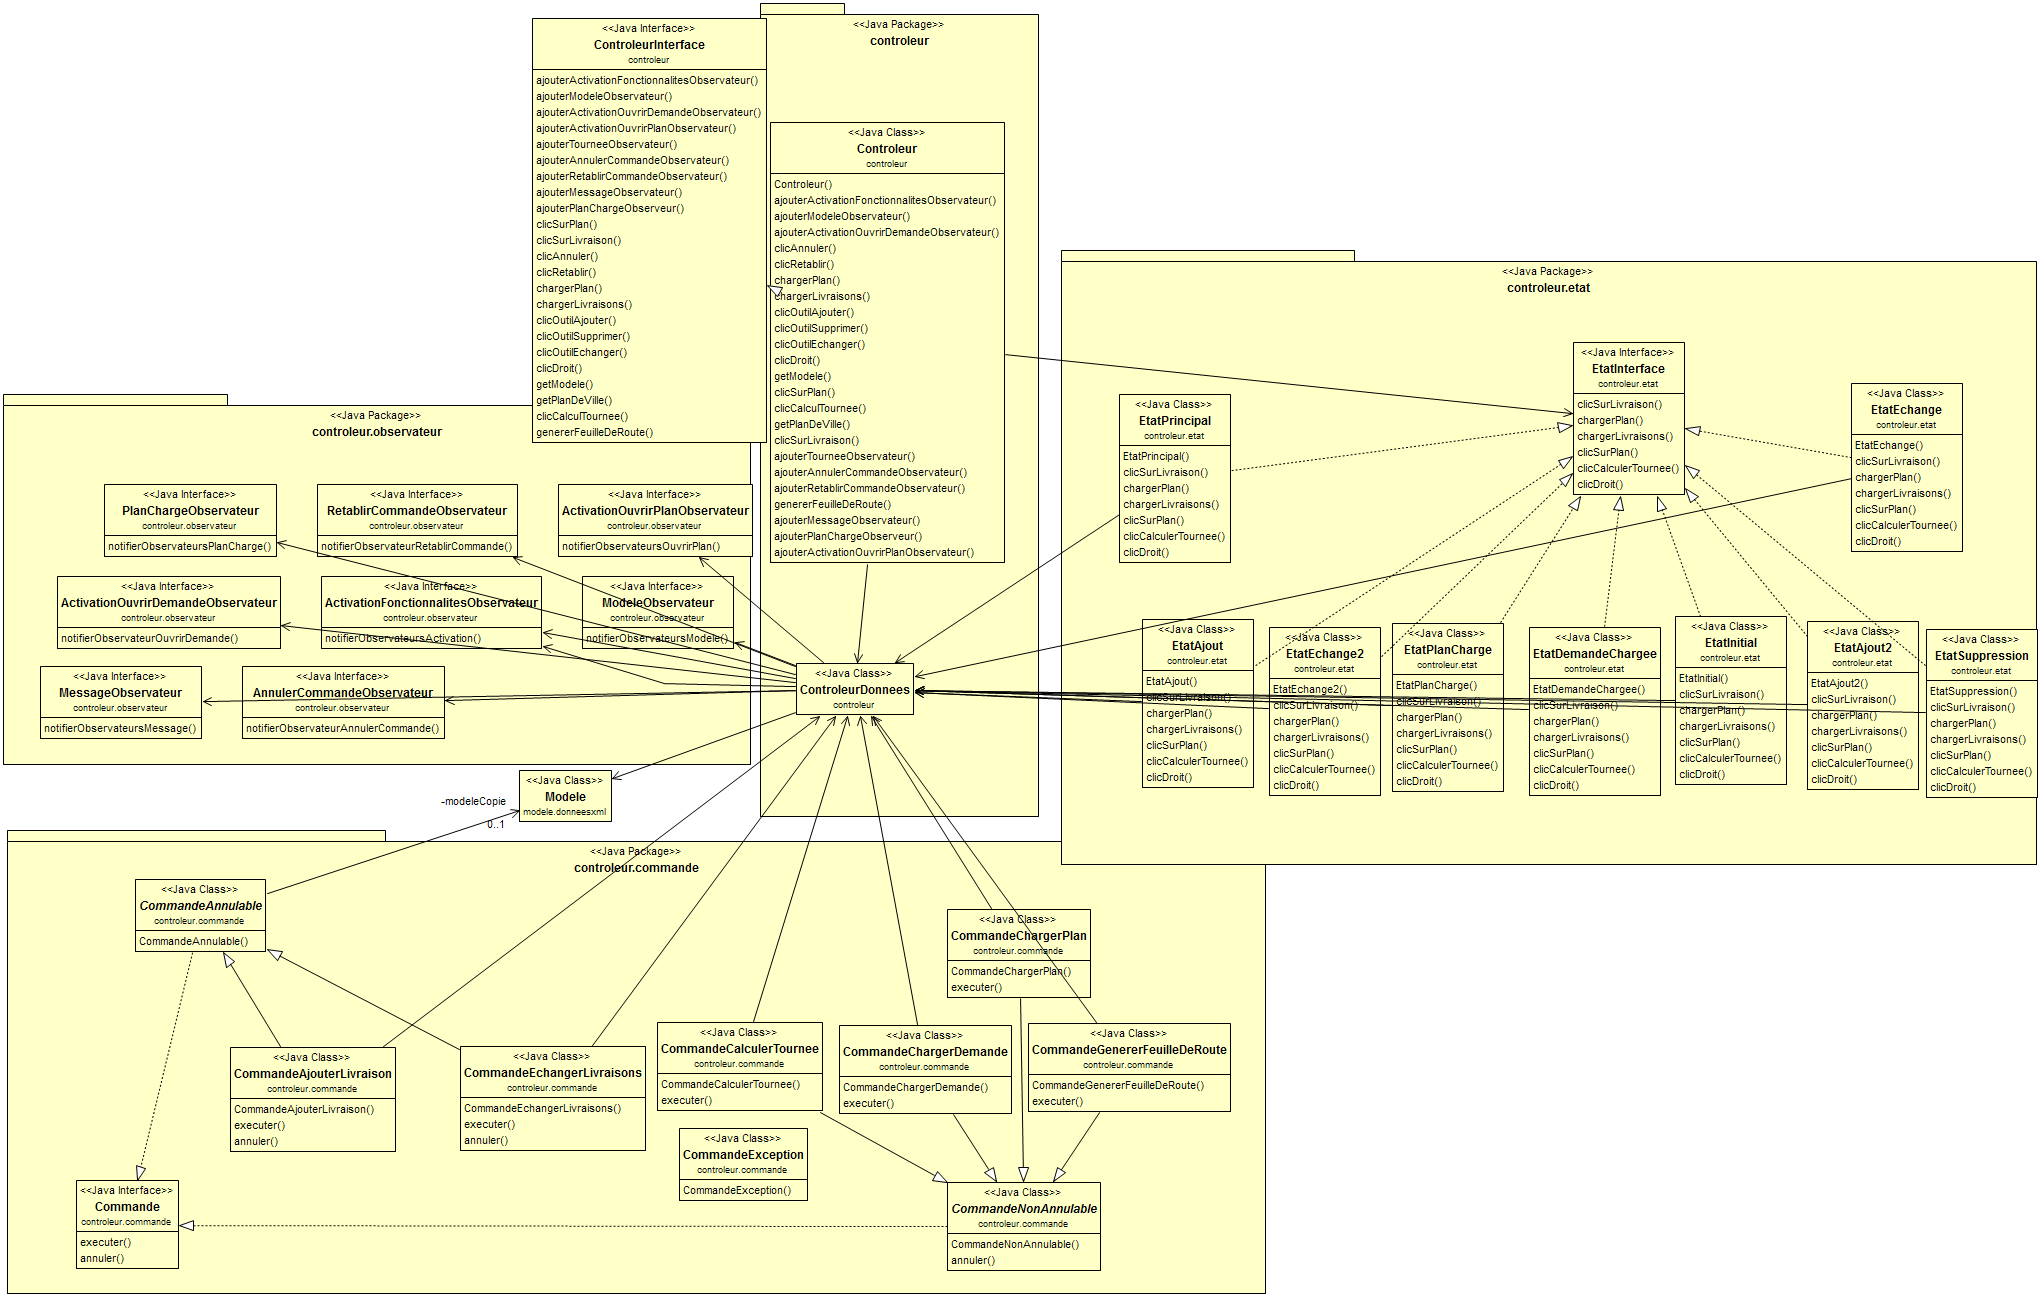 <<Java Interface>>
ControleurInterface
controleur
ajouterActivationFonctionnalitesObservateur()
ajouterModeleObservateur()
ajouterActivationOuvrirDemandeObservateur()
ajouterActivationOuvrirPlanObservateur()
ajouterTourneeObservateur()
ajouterAnnulerCommandeObservateur()
ajouterRetablirCommandeObservateur()
ajouterMessageObservateur()
ajouterPlanChargeObserveur()
clicSurPlan()
clicSurLivraison()
clicAnnuler()
clicRetablir()
chargerPlan()
chargerLivraisons()
clicOutilAjouter()
clicOutilSupprimer()
clicOutilEchanger()
clicDroit()
getModele()
getPlanDeVille()
clicCalculTournee()
genererFeuilleDeRoute()
<<Java Package>>
controleur
<<Java Class>>
Controleur
controleur
Controleur()
ajouterActivationFonctionnalitesObservateur()
ajouterModeleObservateur()
ajouterActivationOuvrirDemandeObservateur()
clicAnnuler()
clicRetablir()
chargerPlan()
chargerLivraisons()
clicOutilAjouter()
clicOutilSupprimer()
clicOutilEchanger()
clicDroit()
getModele()
clicSurPlan()
clicCalculTournee()
getPlanDeVille()
clicSurLivraison()
ajouterTourneeObservateur()
ajouterAnnulerCommandeObservateur()
ajouterRetablirCommandeObservateur()
genererFeuilleDeRoute()
ajouterMessageObservateur()
ajouterPlanChargeObserveur()
ajouterActivationOuvrirPlanObservateur()
<<Java Class>>
ControleurDonnees
controleur
<<Java Package>>
controleur.etat
<<Java Interface>>
EtatInterface
controleur.etat
clicSurLivraison()
chargerPlan()
chargerLivraisons()
clicSurPlan()
clicCalculerTournee()
clicDroit()
<<Java Class>>
EtatPrincipal
controleur.etat
EtatPrincipal()
clicSurLivraison()
chargerPlan()
chargerLivraisons()
clicSurPlan()
clicCalculerTournee()
clicDroit()
<<Java Class>>
EtatEchange
controleur.etat
EtatEchange()
clicSurLivraison()
chargerPlan()
chargerLivraisons()
clicSurPlan()
clicCalculerTournee()
clicDroit()
<<Java Class>>
EtatAjout
controleur.etat
EtatAjout()
clicSurLivraison()
chargerPlan()
chargerLivraisons()
clicSurPlan()
clicCalculerTournee()
clicDroit()
<<Java Class>>
EtatEchange2
controleur.etat
EtatEchange2()
clicSurLivraison()
chargerPlan()
chargerLivraisons()
clicSurPlan()
clicCalculerTournee()
clicDroit()
<<Java Class>>
EtatPlanCharge
controleur.etat
EtatPlanCharge()
clicSurLivraison()
chargerPlan()
chargerLivraisons()
clicSurPlan()
clicCalculerTournee()
clicDroit()
<<Java Class>>
EtatDemandeChargee
controleur.etat
EtatDemandeChargee()
clicSurLivraison()
chargerPlan()
chargerLivraisons()
clicSurPlan()
clicCalculerTournee()
clicDroit()
<<Java Class>>
EtatInitial
controleur.etat
EtatInitial()
clicSurLivraison()
chargerPlan()
chargerLivraisons()
clicSurPlan()
clicCalculerTournee()
clicDroit()
<<Java Class>>
EtatAjout2
controleur.etat
EtatAjout2()
clicSurLivraison()
chargerPlan()
chargerLivraisons()
clicSurPlan()
clicCalculerTournee()
clicDroit()
<<Java Class>>
EtatSuppression
controleur.etat
EtatSuppression()
clicSurLivraison()
chargerPlan()
chargerLivraisons()
clicSurPlan()
clicCalculerTournee()
clicDroit()
<<Java Package>>
controleur.observateur
<<Java Interface>>
PlanChargeObservateur
controleur.observateur
notifierObservateursPlanCharge()
<<Java Interface>>
RetablirCommandeObservateur
controleur.observateur
notifierObservateurRetablirCommande()
<<Java Interface>>
ActivationOuvrirPlanObservateur
controleur.observateur
notifierObservateursOuvrirPlan()
<<Java Interface>>
ActivationOuvrirDemandeObservateur
controleur.observateur
notifierObservateurOuvrirDemande()
<<Java Interface>>
ActivationFonctionnalitesObservateur
controleur.observateur
notifierObservateursActivation()
<<Java Interface>>
ModeleObservateur
controleur.observateur
notifierObservateursModele()
<<Java Interface>>
MessageObservateur
controleur.observateur
notifierObservateursMessage()
<<Java Interface>>
AnnulerCommandeObservateur
controleur.observateur
notifierObservateurAnnulerCommande()
<<Java Class>>
Modele
modele.donneesxml
-modeleCopie
0..1
<<Java Package>>
controleur.commande
<<Java Class>>
CommandeAnnulable
controleur.commande
CommandeAnnulable()
<<Java Class>>
CommandeChargerPlan
controleur.commande
CommandeChargerPlan()
executer()
<<Java Class>>
CommandeAjouterLivraison
controleur.commande
CommandeAjouterLivraison()
executer()
annuler()
<<Java Class>>
CommandeEchangerLivraisons
controleur.commande
CommandeEchangerLivraisons()
executer()
annuler()
<<Java Class>>
CommandeCalculerTournee
controleur.commande
CommandeCalculerTournee()
executer()
<<Java Class>>
CommandeChargerDemande
controleur.commande
CommandeChargerDemande()
executer()
<<Java Class>>
CommandeGenererFeuilleDeRoute
controleur.commande
CommandeGenererFeuilleDeRoute()
executer()
<<Java Class>>
CommandeException
controleur.commande
CommandeException()
<<Java Interface>>
Commande
controleur.commande
executer()
annuler()
<<Java Class>>
CommandeNonAnnulable
controleur.commande
CommandeNonAnnulable()
annuler()